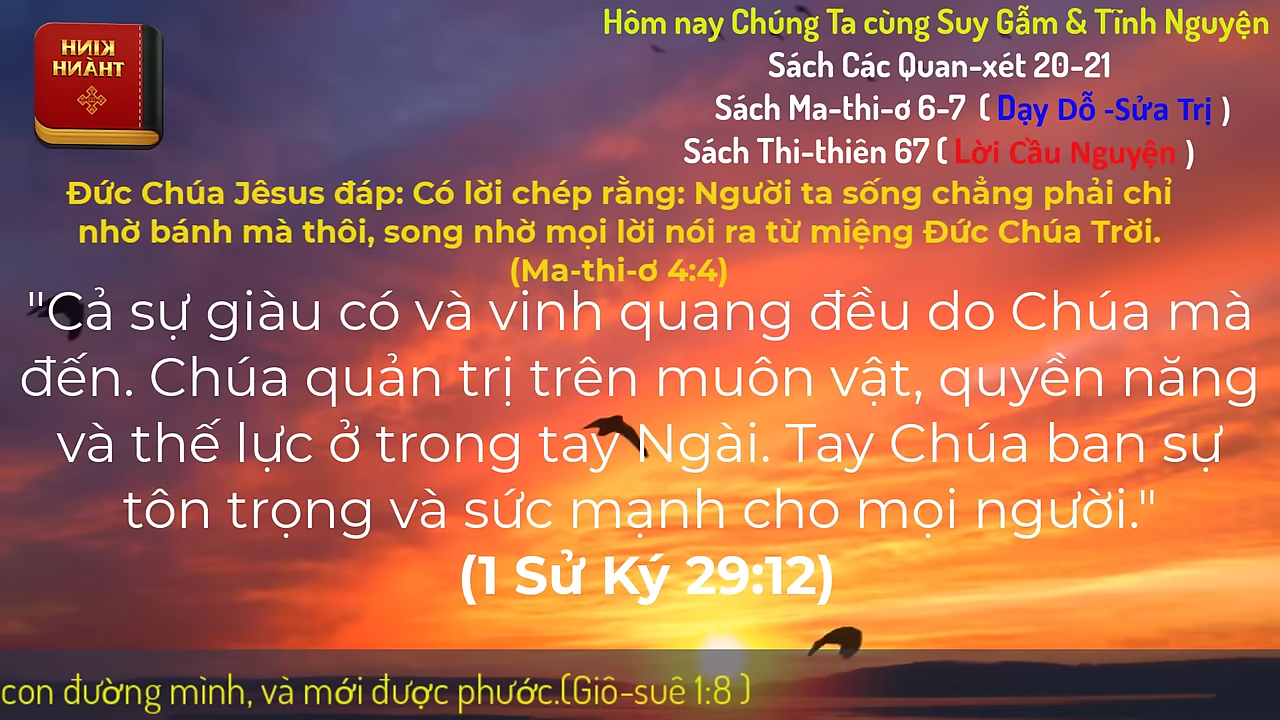 KINH
THÀNH
Hôm nay Chúng Ta cùng Suy Gẫm & Tĩnh Nguyện
Sách Các Quan-xét 20-21
Sách Ma-thi-ơ 6-7 ( Dạy Dỗ -Sửa Trị )
Sách Thi-thiên 67 ( Lời Cầu Nguyện )
Đức Chúa Jêsus đáp: Có lời chép rằng: Người ta sống chẳng phải chỉ
nhờ bánh mà thôi, song nhờ mọi lời nói ra từ miệng Đức Chúa Trời.
(Ma-thi-ơ 4:4)
"Cả sự giàu có và vinh quang đều do Chúa mà
đến. Chúa quản trị trên muôn vật, quyền năng
và thế lực ở trong tay Ngài. Tay Chúa ban sự
tôn trọng và sức mạnh cho mọi người."
(1 Sử Ký 29:12)
con đường mình, và mới được phước.(Giô-suê 1:8 )